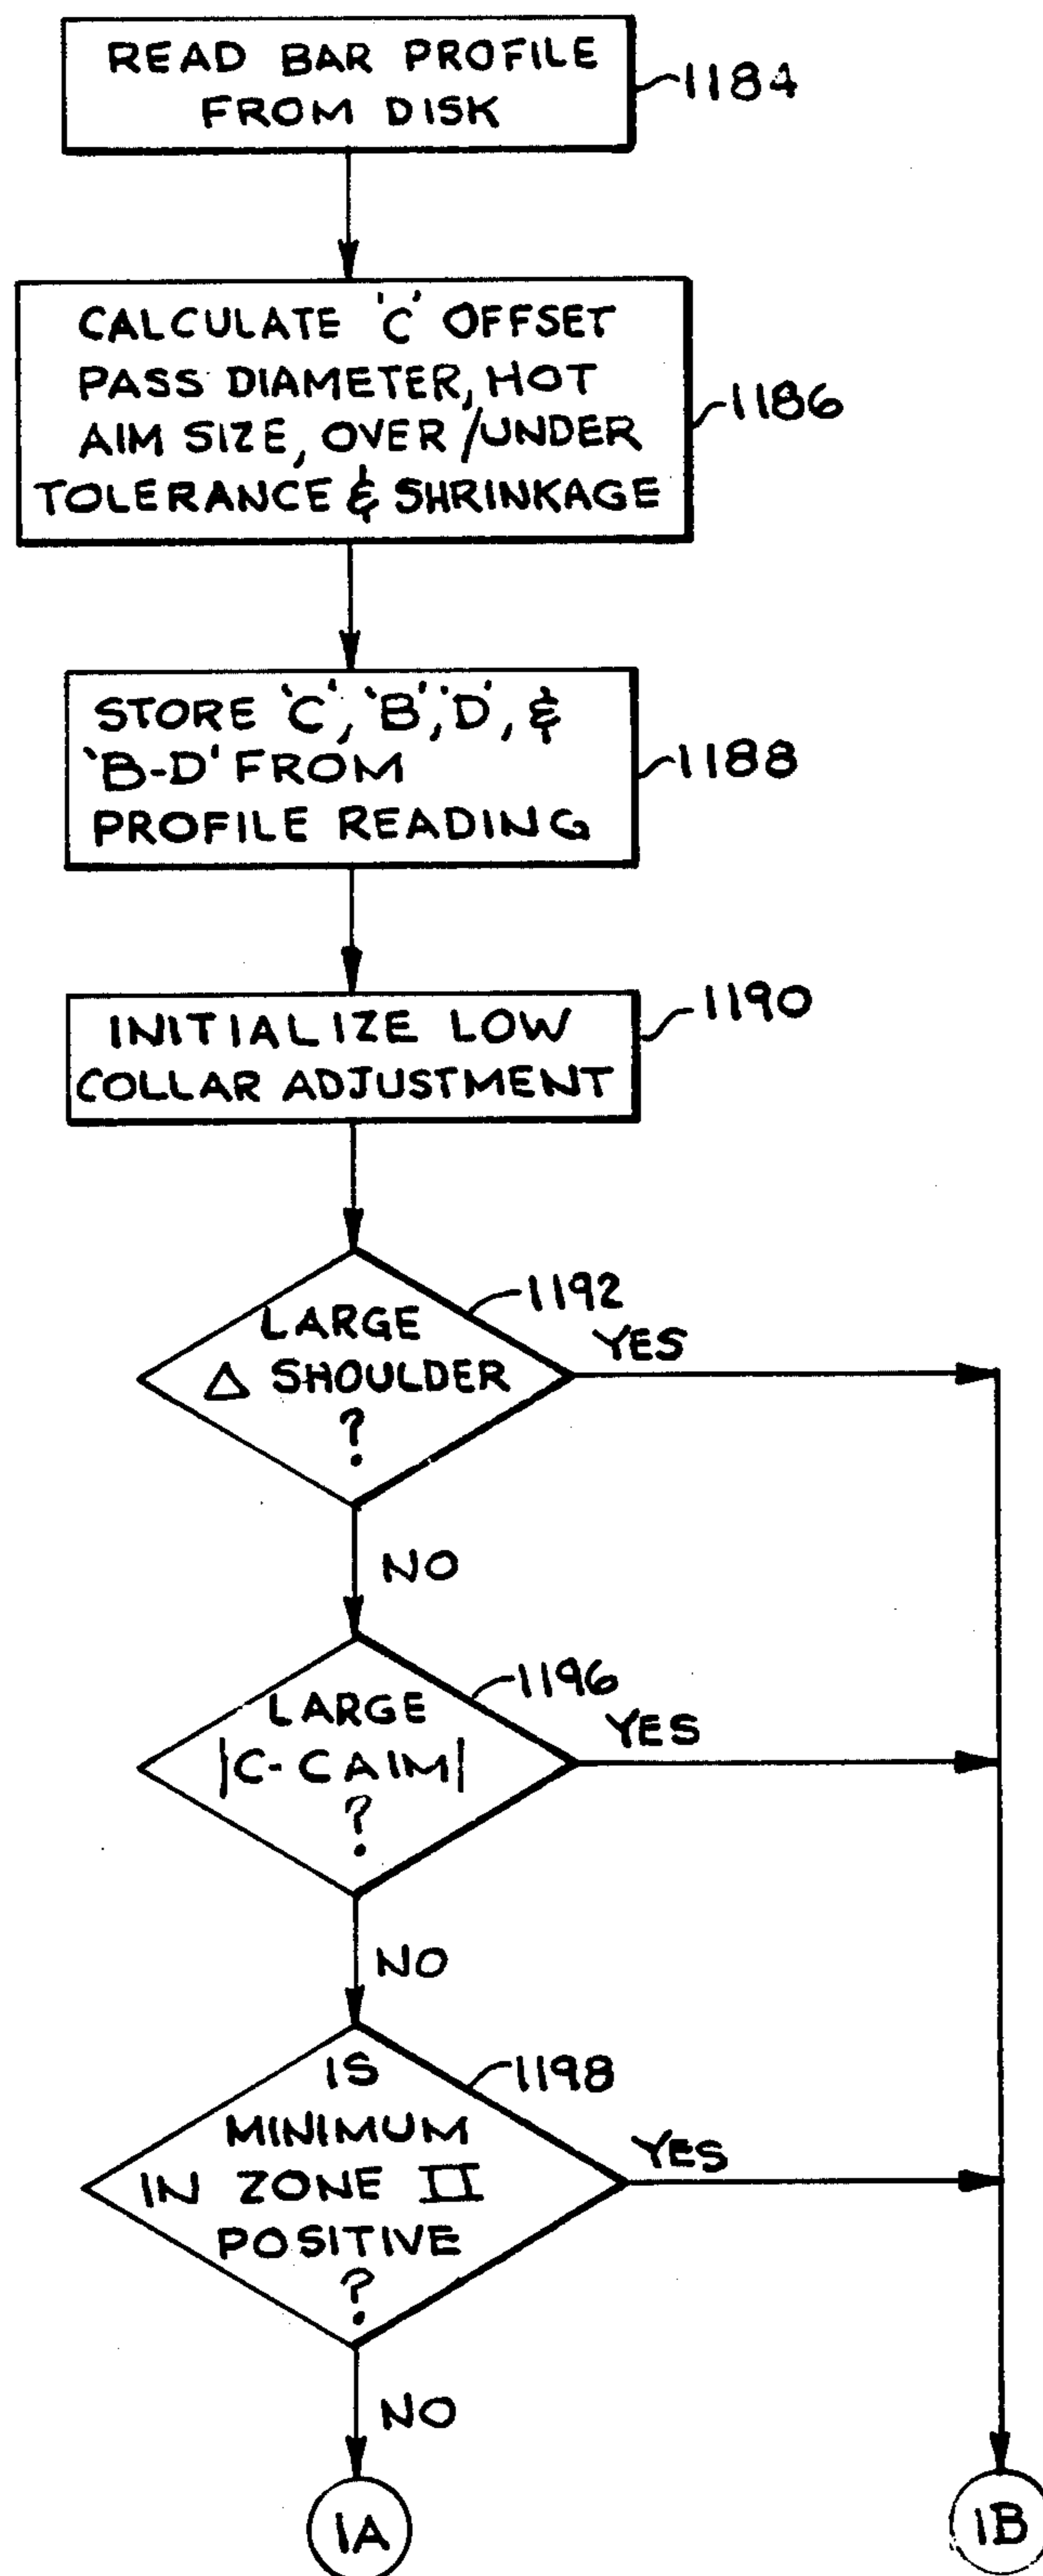 READ BAR PROFILE
FROM DISK
1184
CALCULATE 'C' OFFSET
PASS DIAMETER, HOT
AIM SIZE, OVER/UNDER
TOLERANCE & SHRINKAGE
1186
STORE 'C', 'B', 'D', &
'B-D' FROM
PROFILE READING
1188
INITIALIZE LOW
COLLAR ADJUSTMENT
1190
LARGE
Δ SHOULDER
?
1192
YES
NO
LARGE
|C-CAIM|
?
1196
YES
NO
IS
MINIMUM
IN ZONE II
POSITIVE
?
1198
YES
NO
1A
1B